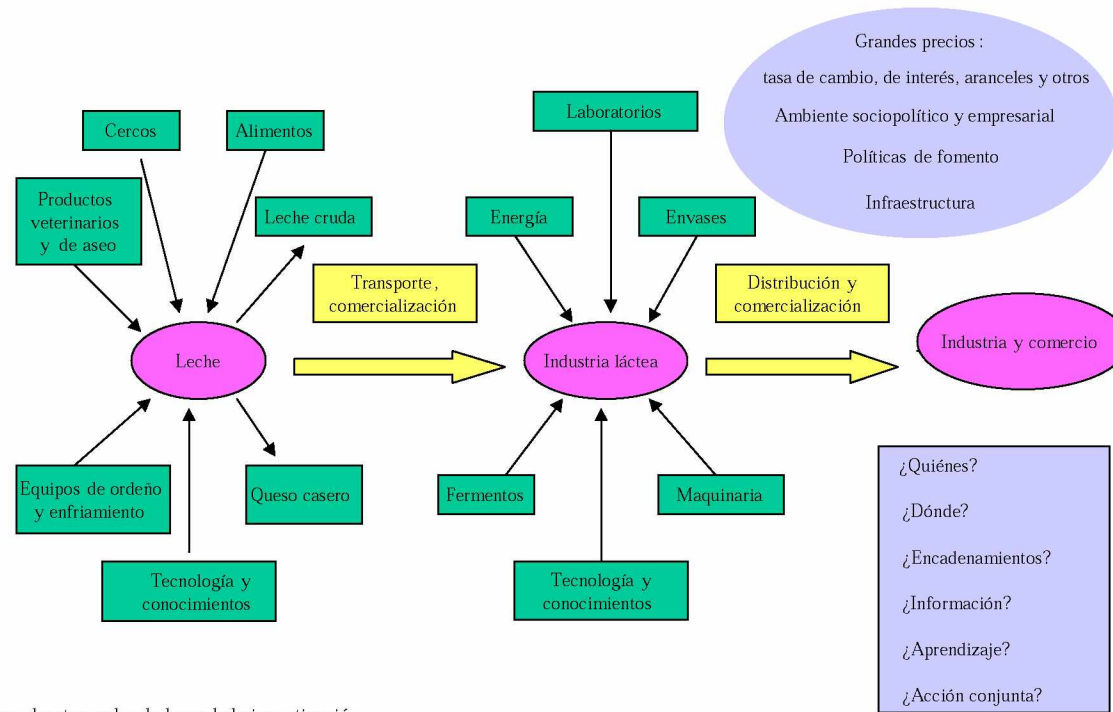 Grandes precios :
tasa de cambio, de interés, aranceles y otros
Ambiente sociopolítico y empresarial
Políticas de fomento
Infraestructura
Cercos
Alimentos
Laboratorios
Productos
veterinarios
y de aseo
Leche cruda
Energía
Envases
Transporte,
comercialización
Distribución y
comercialización
Leche
Industria láctea
Industria y comercio
Equipos de ordeño
y enfriamiento
Queso casero
Fermentos
Maquinaria
Tecnología y
conocimientos
Tecnología y
conocimientos
¿Quiénes?
¿Dónde?
¿Encadenamientos?
¿Información?
¿Aprendizaje?
¿Acción conjunta?